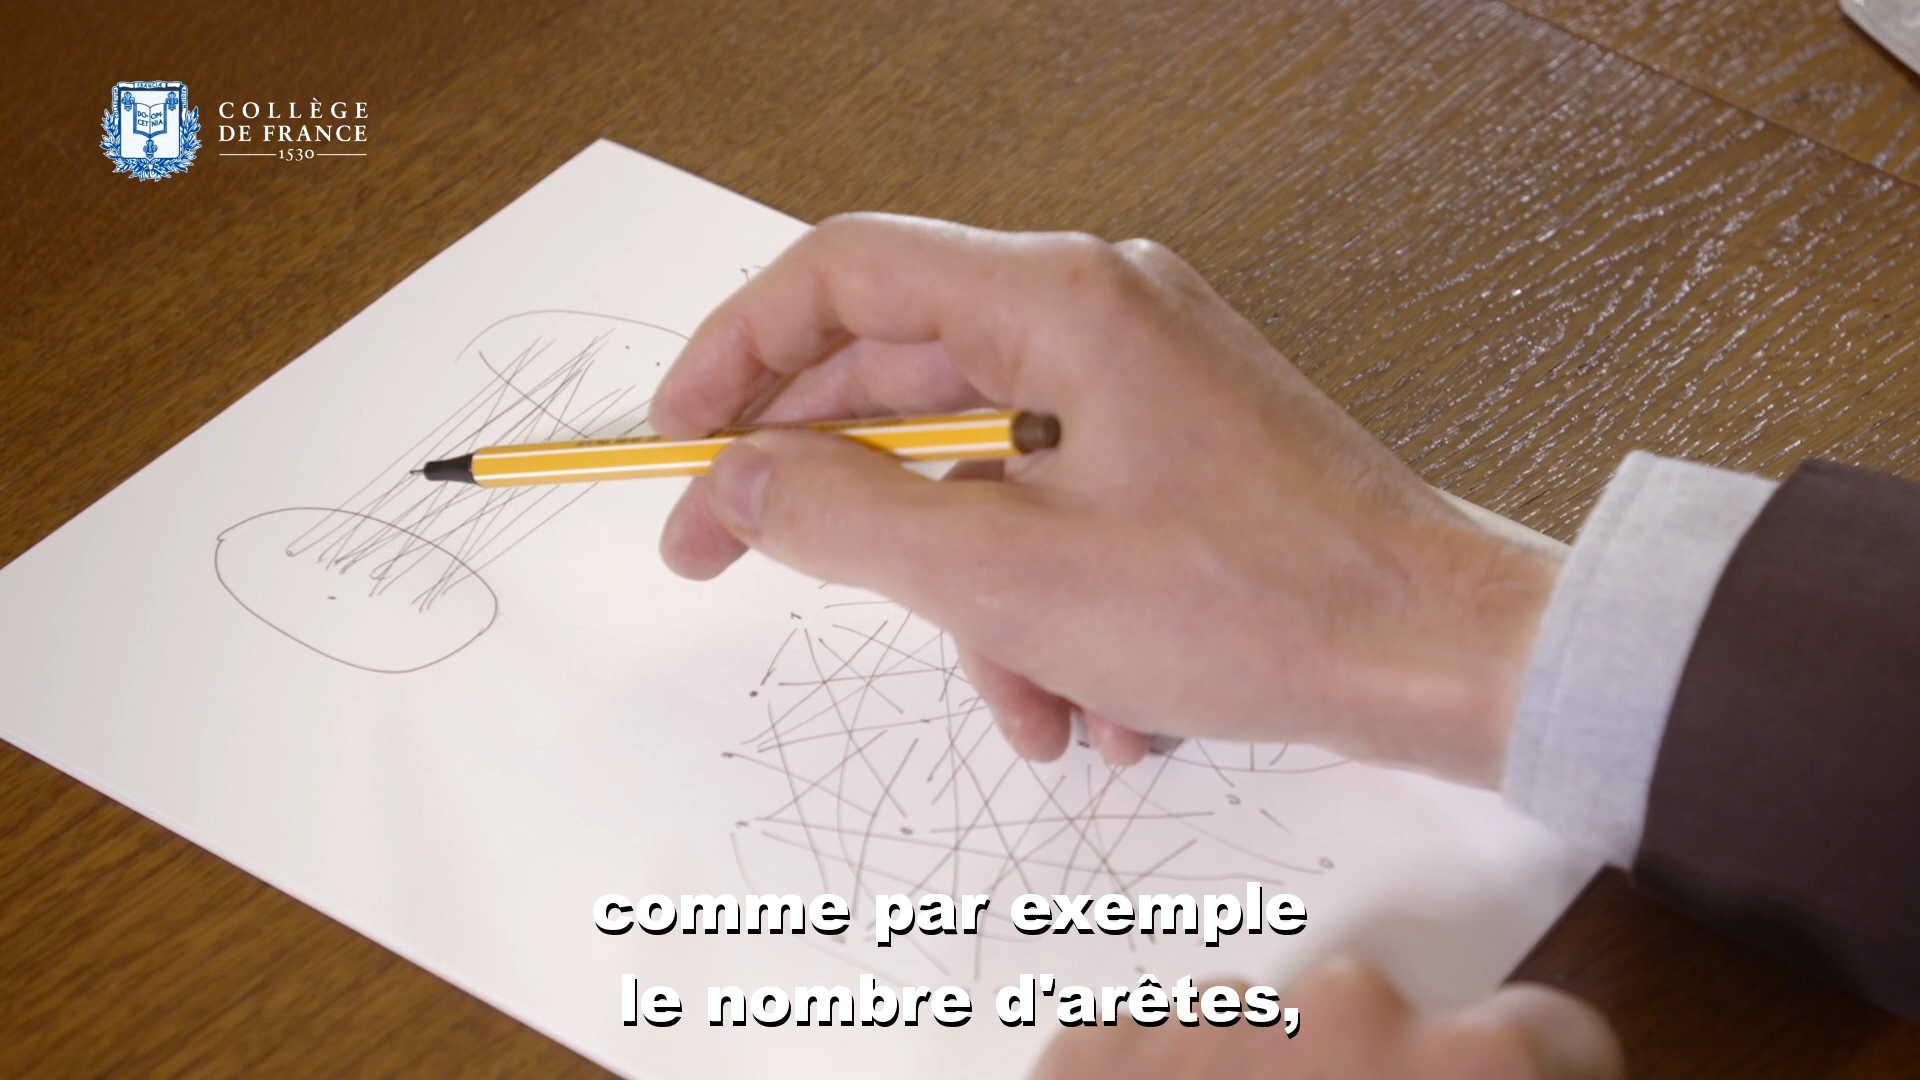 COLLÈGE
DE FRANCE
1530
comme par exemple
le nombre d'arêtes,